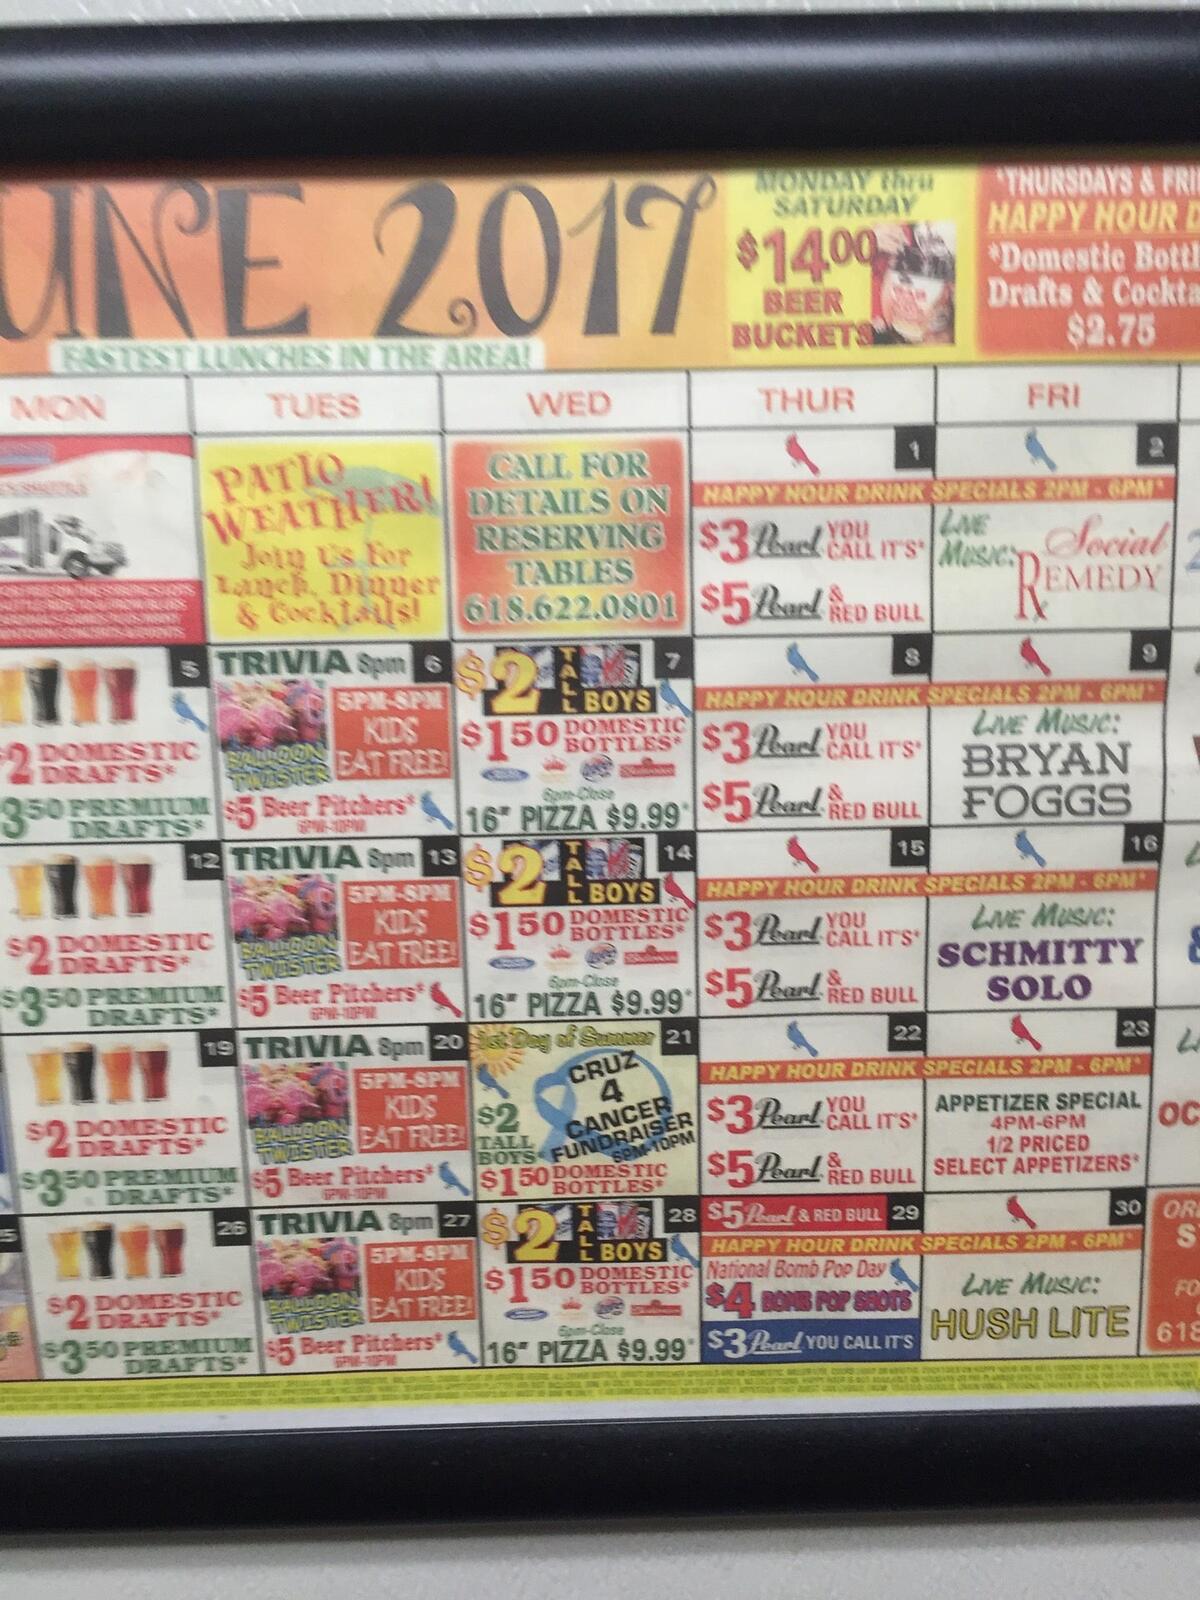 UNE 2017
FASTEST LUNCHES IN THE AREA!
MONDAY thru
SATURDAY
$14.00
BEER
BUCKETS
*THURSDAYS & FRI
HAPPY HOUR D
*Domestic Bottl
Drafts & Cockta
$2.75
MON TUES WED THUR FRI
PATIO
WEATHER!
Join Us For
Lunch, Dinner
& Cocktails!
CALL FOR
DETAILS ON
RESERVING
TABLES
618.622.0801
1
HAPPY HOUR DRINK SPECIALS 2PM - 6PM*
$3 Pearl YOU CALL IT'S*
$5 Pearl & RED BULL
2
LIVE MUSIC:
Social
REMEDY
5
$2 DOMESTIC
DRAFTS*
$3.50 PREMIUM
DRAFTS*
TRIVIA 8pm 6
5PM-8PM
KIDS
EAT FREE!
BALLOON
TWISTER
$5 Beer Pitchers*
6PM-10PM
$2 TALL BOYS 7
$1.50 DOMESTIC
BOTTLES*
6pm-Close
16" PIZZA $9.99*
8
HAPPY HOUR DRINK SPECIALS 2PM - 6PM*
$3 Pearl YOU CALL IT'S*
$5 Pearl & RED BULL
9
LIVE MUSIC:
BRYAN
FOGGS
12
$2 DOMESTIC
DRAFTS*
$3.50 PREMIUM
DRAFTS*
TRIVIA 8pm 13
5PM-8PM
KIDS
EAT FREE!
BALLOON
TWISTER
$5 Beer Pitchers*
6PM-10PM
$2 TALL BOYS 14
$1.50 DOMESTIC
BOTTLES*
6pm-Close
16" PIZZA $9.99*
15
HAPPY HOUR DRINK SPECIALS 2PM - 6PM*
$3 Pearl YOU CALL IT'S*
$5 Pearl & RED BULL
16
LIVE MUSIC:
SCHMITTY
SOLO
19
$2 DOMESTIC
DRAFTS*
$3.50 PREMIUM
DRAFTS*
TRIVIA 8pm 20
5PM-8PM
KIDS
EAT FREE!
BALLOON
TWISTER
$5 Beer Pitchers*
6PM-10PM
1st Day of Summer 21
CRUZ
4
CANCER
FUNDRAISER
6PM-10PM
$2
TALL
BOYS*
$1.50 DOMESTIC
BOTTLES*
22
HAPPY HOUR DRINK SPECIALS 2PM - 6PM*
$3 Pearl YOU CALL IT'S*
$5 Pearl & RED BULL
23
APPETIZER SPECIAL
4PM-6PM
1/2 PRICED
SELECT APPETIZERS*
26
$2 DOMESTIC
DRAFTS*
$3.50 PREMIUM
DRAFTS*
TRIVIA 8pm 27
5PM-8PM
KIDS
EAT FREE!
BALLOON
TWISTER
$5 Beer Pitchers*
6PM-10PM
$2 TALL BOYS 28
$1.50 DOMESTIC
BOTTLES*
6pm-Close
16" PIZZA $9.99*
$5 Pearl & RED BULL 29
HAPPY HOUR DRINK SPECIALS 2PM - 6PM*
National Bomb Pop Day
$4 BOMB POP SHOTS
$3 Pearl YOU CALL IT'S
30
LIVE MUSIC:
HUSH LITE
618